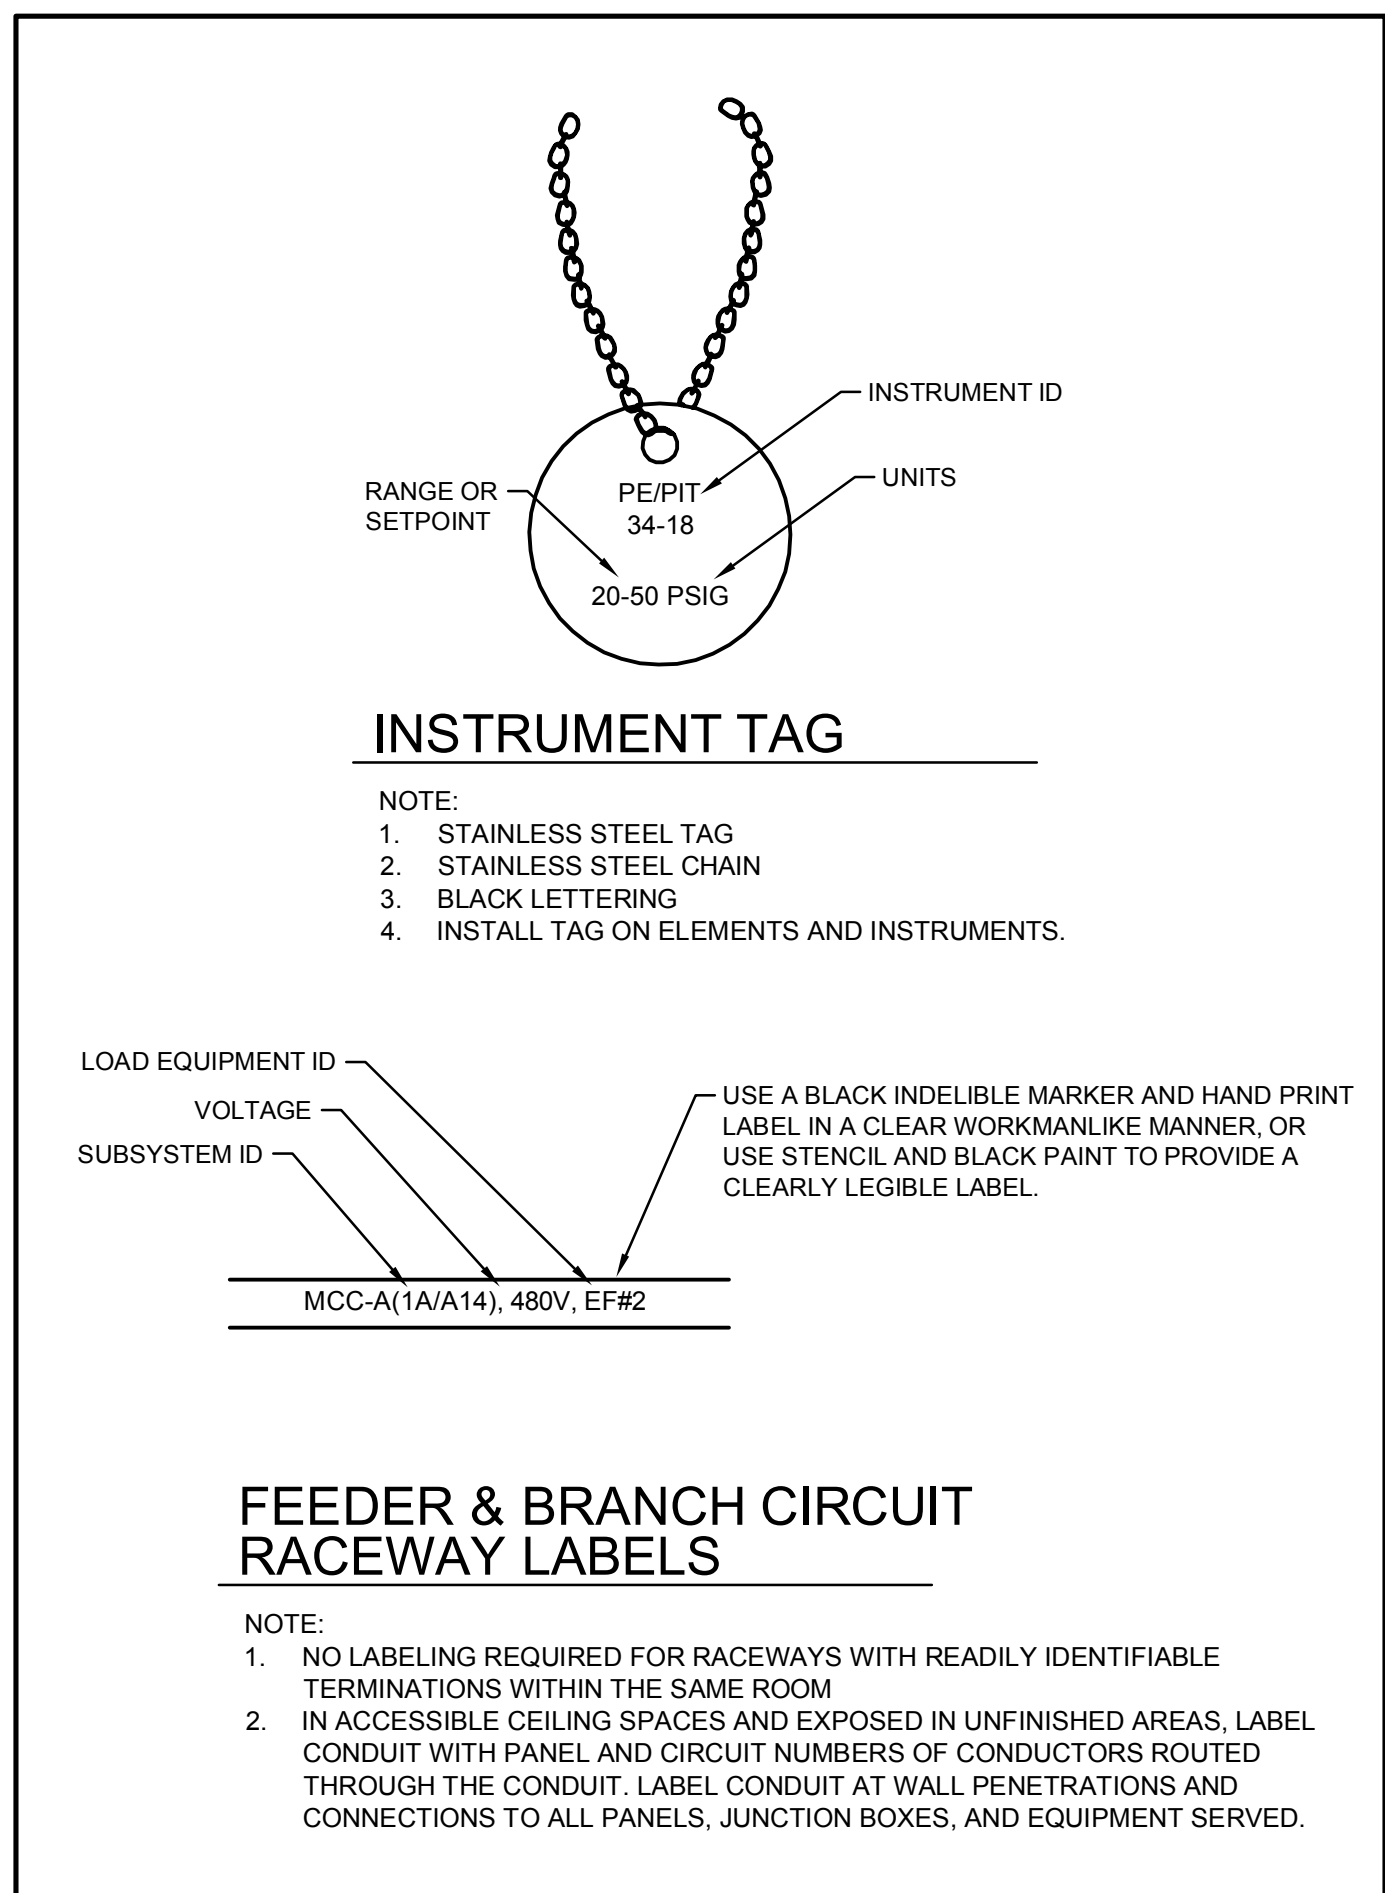 INSTRUMENT ID
RANGE OR
SETPOINT
UNITS
PE/PIT
34-18
20-50 PSIG
INSTRUMENT TAG
NOTE:
1. STAINLESS STEEL TAG
2. STAINLESS STEEL CHAIN
3. BLACK LETTERING
4. INSTALL TAG ON ELEMENTS AND INSTRUMENTS.
LOAD EQUIPMENT ID
VOLTAGE
SUBSYSTEM ID
USE A BLACK INDELIBLE MARKER AND HAND PRINT
LABEL IN A CLEAR WORKMANLIKE MANNER, OR
USE STENCIL AND BLACK PAINT TO PROVIDE A
CLEARLY LEGIBLE LABEL.
MCC-A(1A/A14), 480V, EF#2
FEEDER & BRANCH CIRCUIT
RACEWAY LABELS
NOTE:
1. NO LABELING REQUIRED FOR RACEWAYS WITH READILY IDENTIFIABLE
TERMINATIONS WITHIN THE SAME ROOM
2. IN ACCESSIBLE CEILING SPACES AND EXPOSED IN UNFINISHED AREAS, LABEL
CONDUIT WITH PANEL AND CIRCUIT NUMBERS OF CONDUCTORS ROUTED
THROUGH THE CONDUIT. LABEL CONDUIT AT WALL PENETRATIONS AND
CONNECTIONS TO ALL PANELS, JUNCTION BOXES, AND EQUIPMENT SERVED.